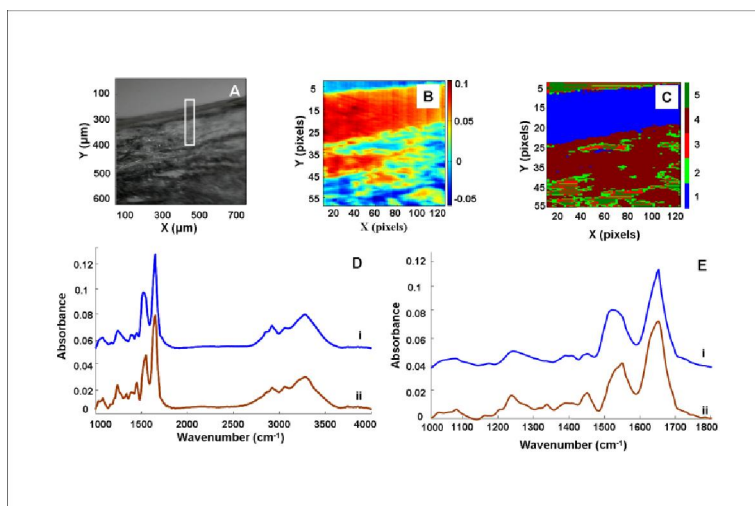 A
100
200
300
400
500
600
Y (µm)
100
300
500
700
X (µm)
B
5
15
25
35
45
55
Y (pixels)
20 40 60 80 100 120
X (pixels)
0.1
0.05
0
-0.05
C
5
10
15
20
25
35
45
55
Y (pixels)
20 40 60 80 100 120
X (pixels)
5
4
3
2
1
D
0.12
0.10
0.08
0.06
0.04
0.02
0
Absorbance
i
ii
1000 1500 2000 2500 3000 3500 4000
Wavenumber (cm-1)
E
0.12
0.10
0.08
0.06
0.04
0.02
0
Absorbance
i
ii
1000 1100 1200 1300 1400 1500 1600 1700 1800
Wavenumber (cm-1)